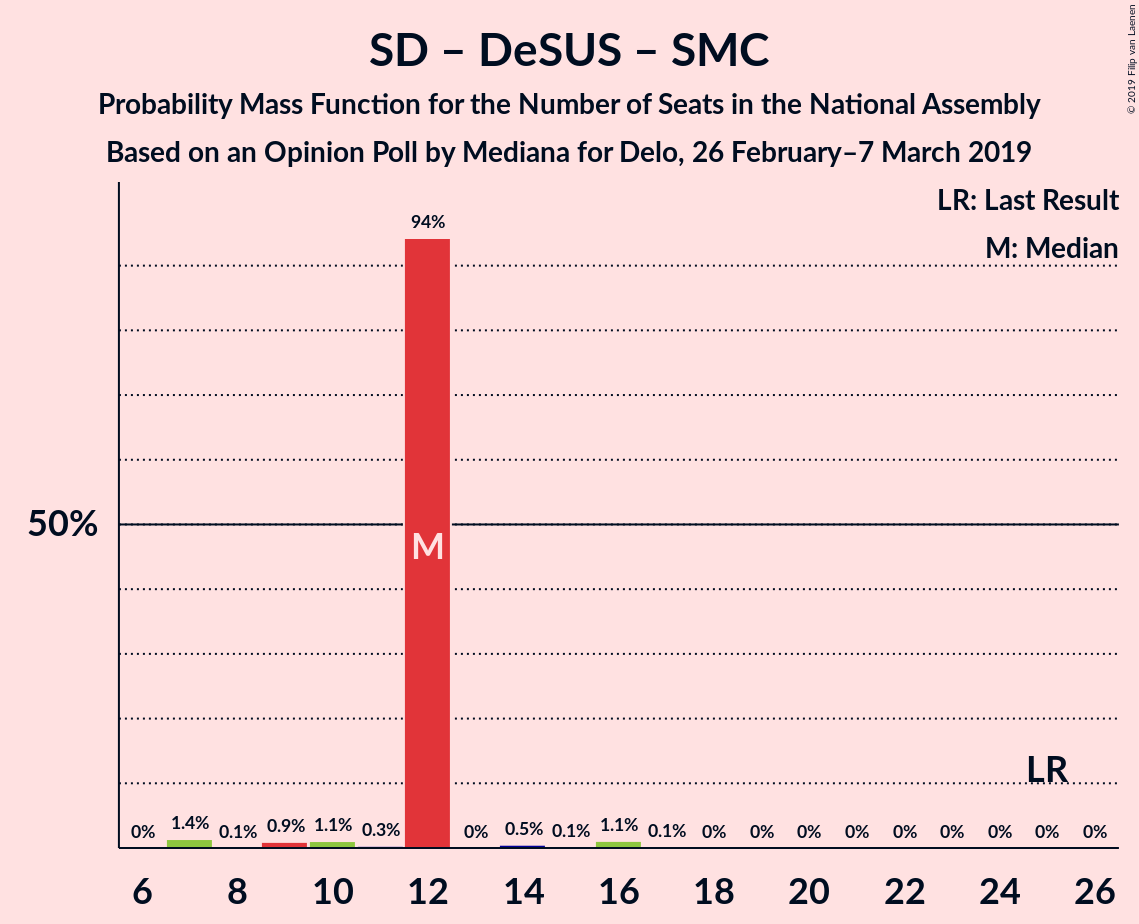 SD – DeSUS – SMC
Probability Mass Function for the Number of Seats in the National Assembly
Based on an Opinion Poll by Mediana for Delo, 26 February–7 March 2019
© 2019 Filip van Laenen
LR: Last Result
M: Median
94%
50%
M
LR
0% 1.4% 0.1% 0.9% 1.1% 0.3% 0% 0.5% 0.1% 1.1% 0.1% 0% 0% 0% 0% 0% 0% 0% 0% 0%
6 8 10 12 14 16 18 20 22 24 26